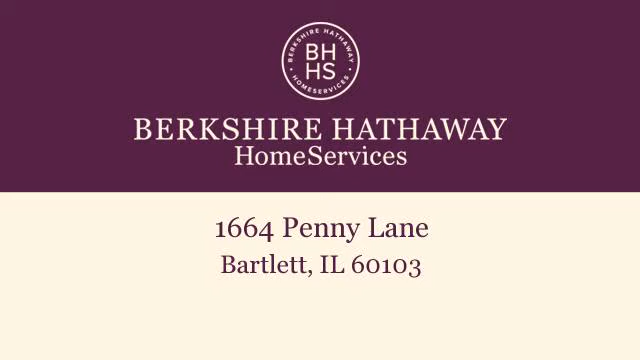 BERKSHIRE HATHAWAY
BH
HS
HOMESERVICES
BERKSHIRE HATHAWAY
HomeServices
1664 Penny Lane
Bartlett, IL 60103